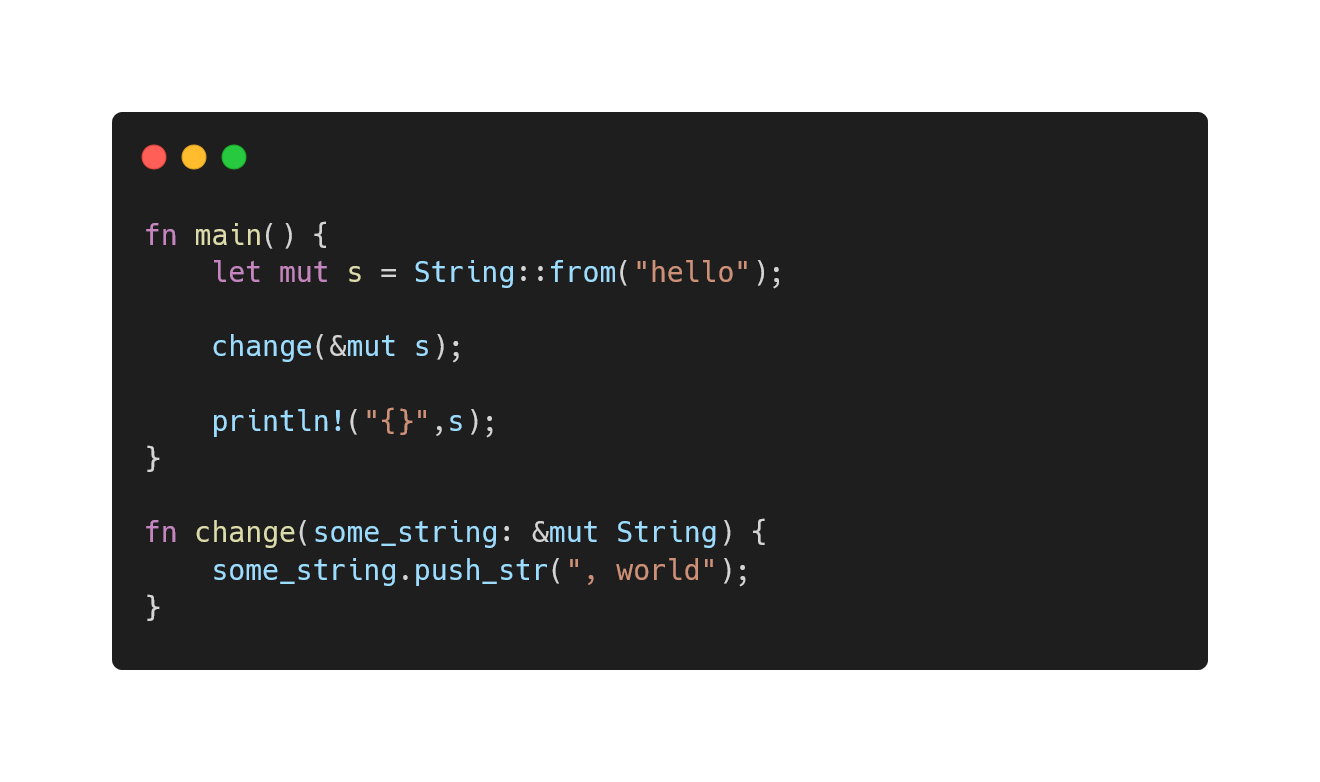 fn main() {
    let mut s = String::from("hello");
    change(&mut s);
    println!("{}",s);
}
fn change(some_string: &mut String) {
    some_string.push_str(", world");
}